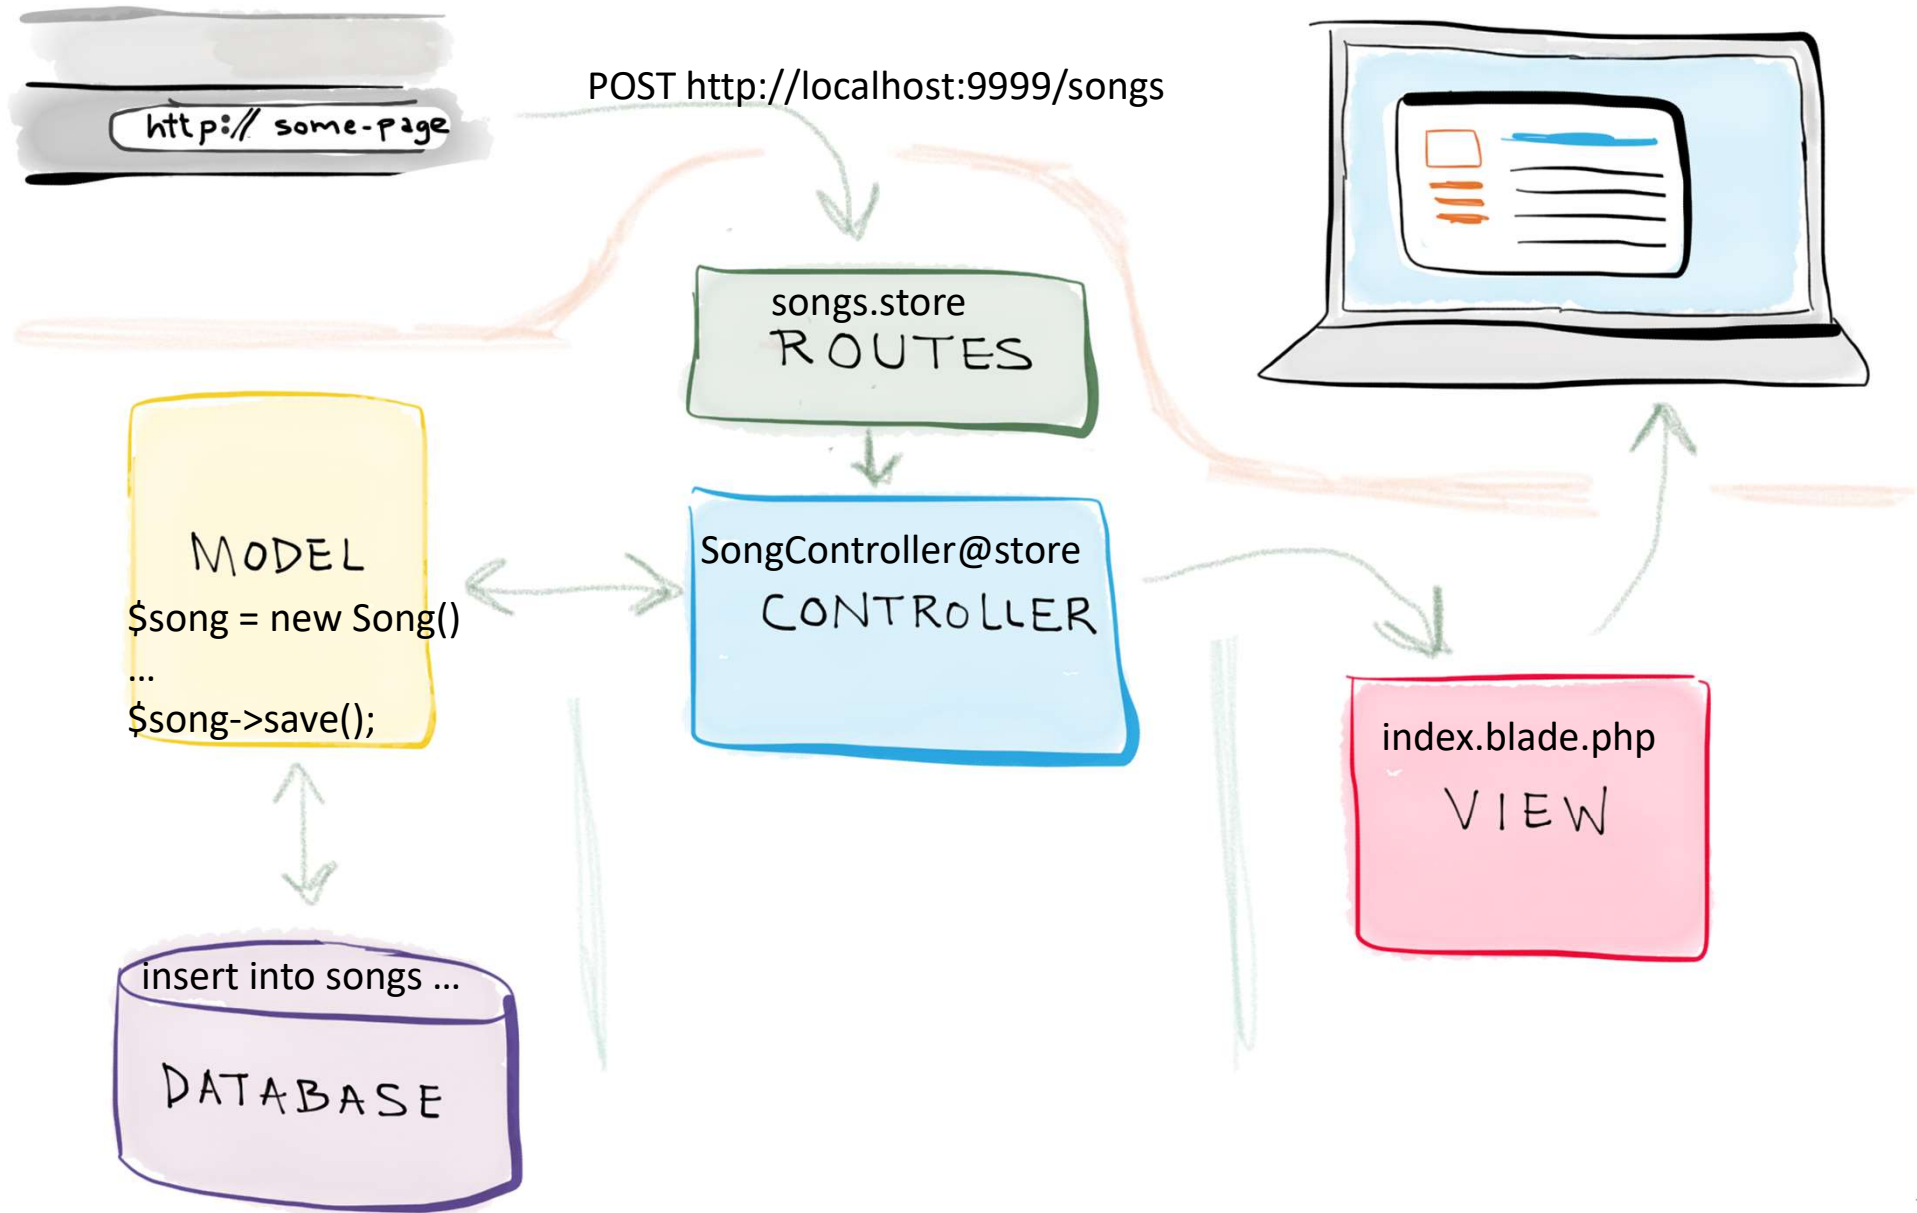 http:// some-page
POST http://localhost:9999/songs
songs.store
ROUTES
MODEL
$song = new Song()
...
$song->save();
SongController@store
CONTROLLER
index.blade.php
VIEW
insert into songs ...
DATABASE